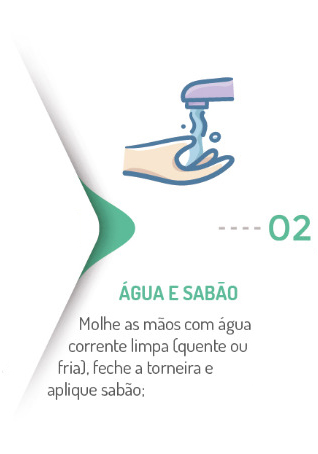 02
ÁGUA E SABÃO
Molhe as mãos com água
corrente limpa (quente ou
fria), feche a torneira e
aplique sabão;